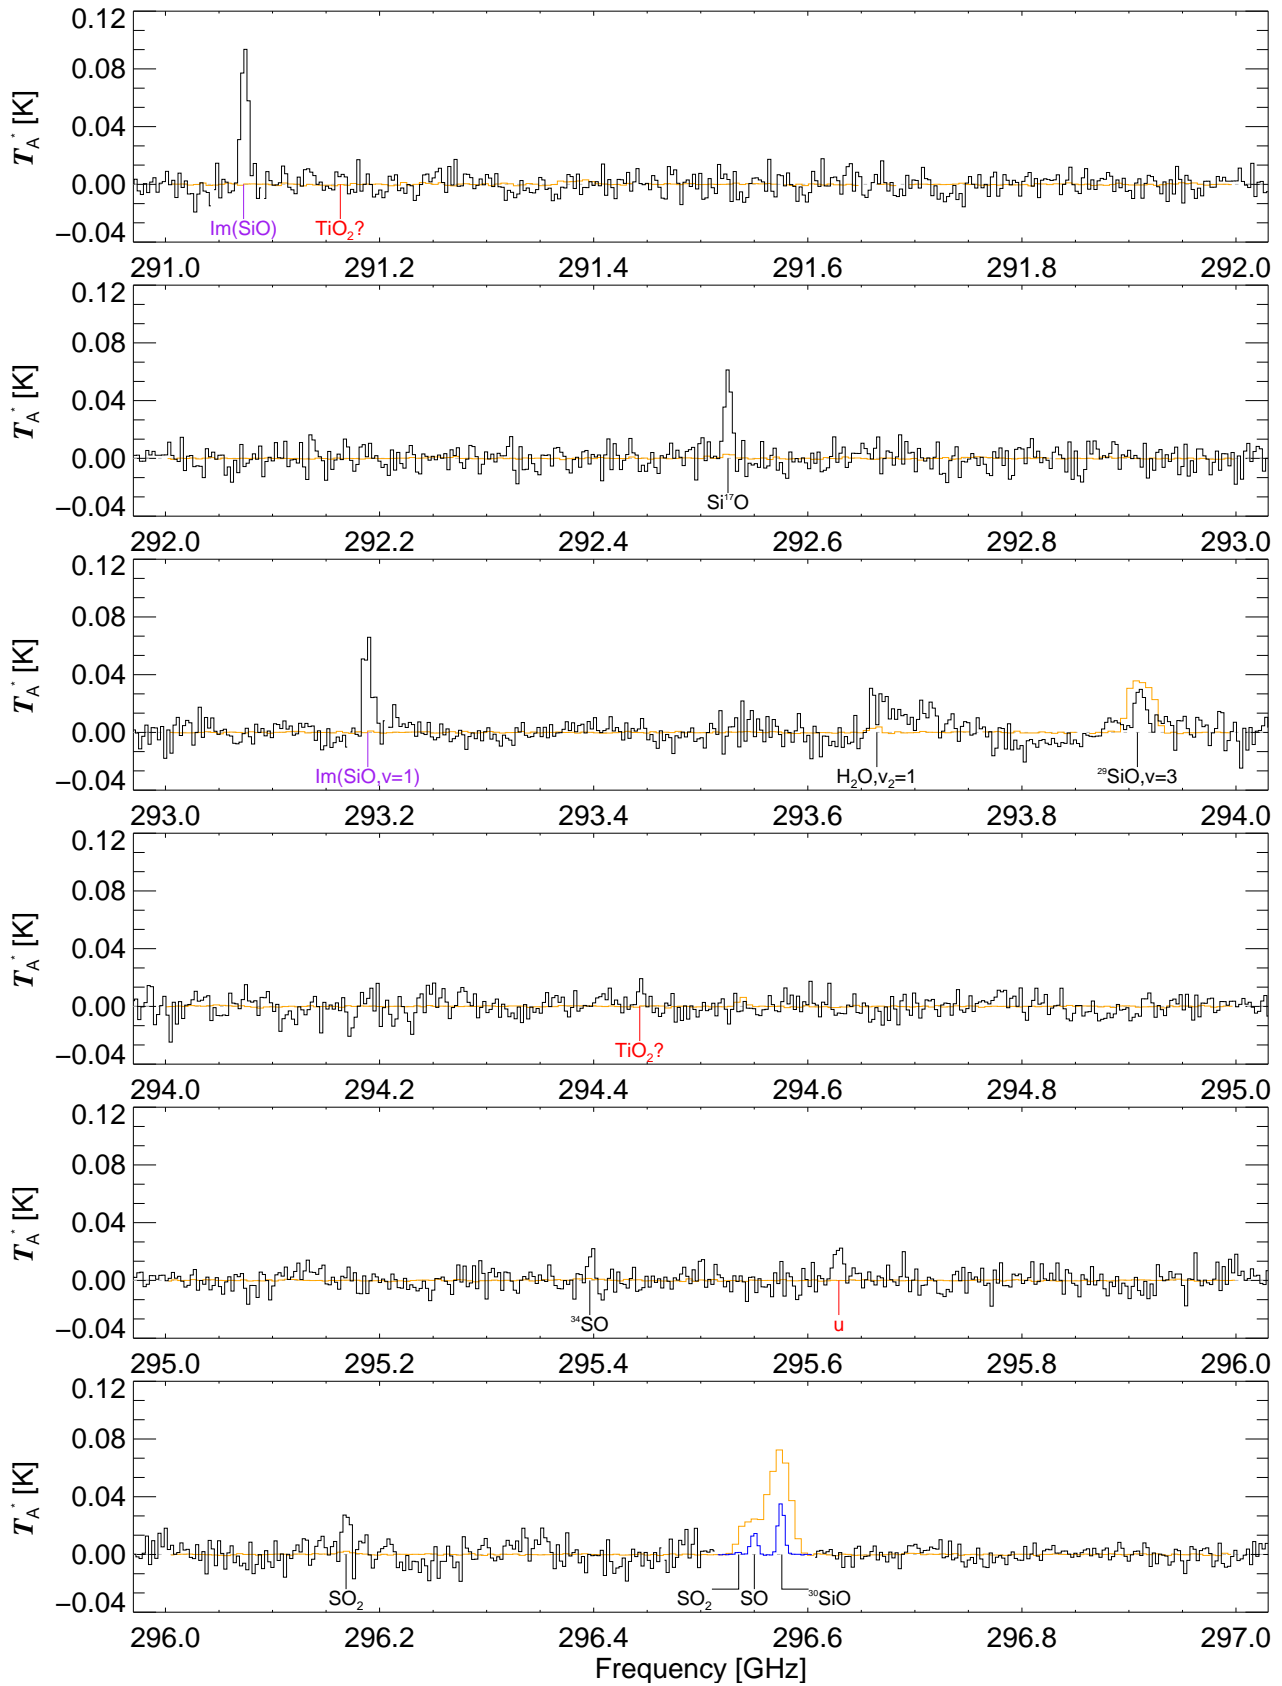 0.12
0.08
0.04
0.00
−0.04
T_A^* [K]
Im(SiO)
TiO₂?
291.0 291.2 291.4 291.6 291.8 292.0
0.12
0.08
0.04
0.00
−0.04
T_A^* [K]
Si¹⁷O
292.0 292.2 292.4 292.6 292.8 293.0
0.12
0.08
0.04
0.00
−0.04
T_A^* [K]
Im(SiO,v=1)
H₂O,v₂=1
²⁹SiO,v=3
293.0 293.2 293.4 293.6 293.8 294.0
0.12
0.08
0.04
0.00
−0.04
T_A^* [K]
TiO₂?
294.0 294.2 294.4 294.6 294.8 295.0
0.12
0.08
0.04
0.00
−0.04
T_A^* [K]
³⁴SO
u
295.0 295.2 295.4 295.6 295.8 296.0
0.12
0.08
0.04
0.00
−0.04
T_A^* [K]
SO₂
SO₂
SO
³⁰SiO
296.0 296.2 296.4 296.6 296.8 297.0
Frequency [GHz]